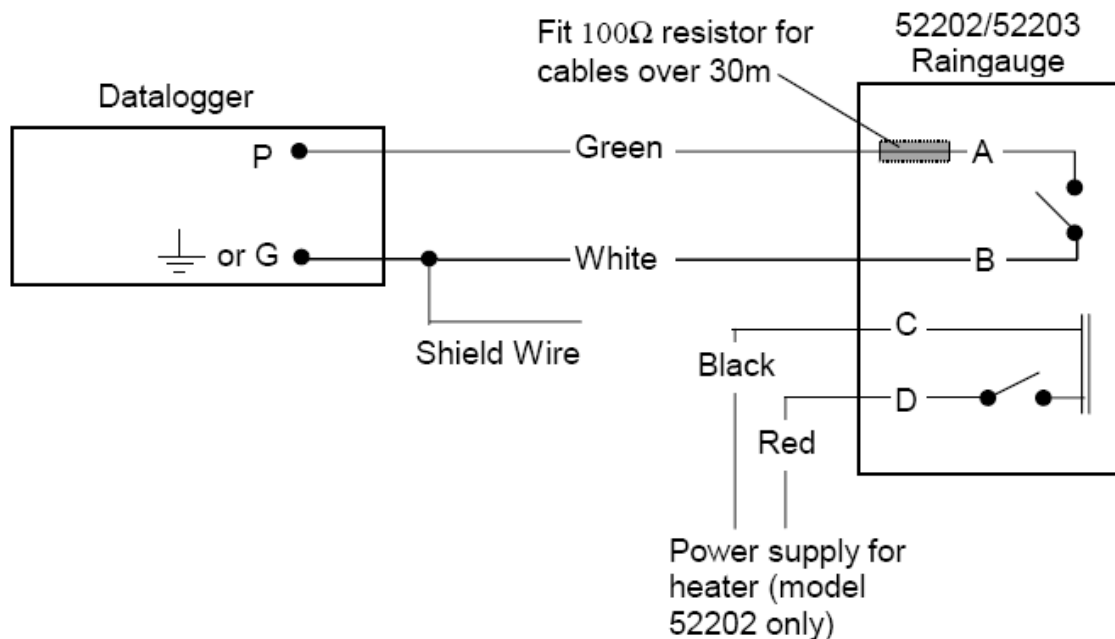 52202/52203
Raingauge
Fit 100Ω resistor for
cables over 30m
Datalogger
P
Green
A
or G
White
B
Shield Wire
C
Black
D
Red
Power supply for
heater (model
52202 only)